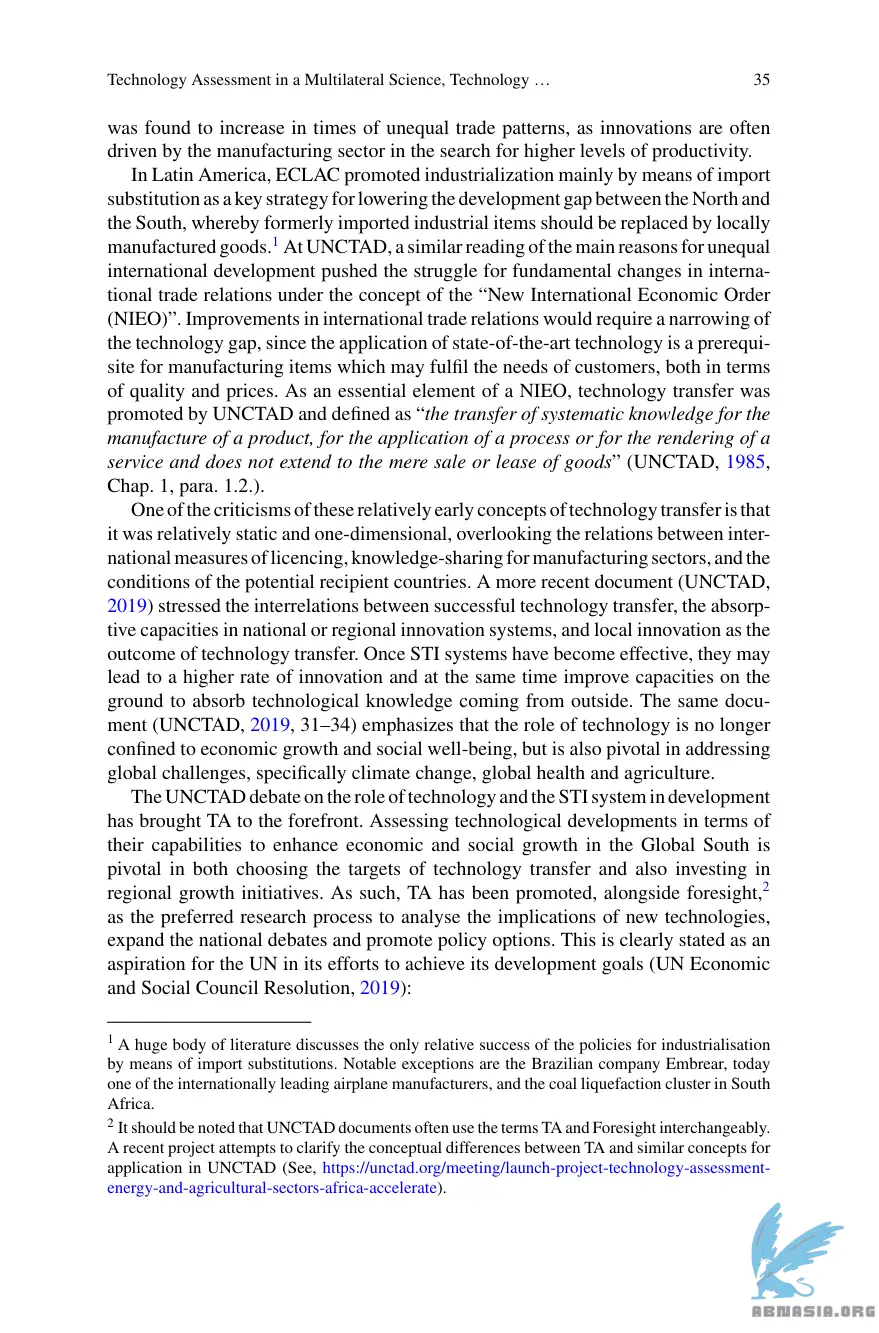 Technology Assessment in a Multilateral Science, Technology … 35
was found to increase in times of unequal trade patterns, as innovations are often
driven by the manufacturing sector in the search for higher levels of productivity.
In Latin America, ECLAC promoted industrialization mainly by means of import
substitution as a key strategy for lowering the development gap between the North and
the South, whereby formerly imported industrial items should be replaced by locally
manufactured goods.1 At UNCTAD, a similar reading of the main reasons for unequal
international development pushed the struggle for fundamental changes in interna-
tional trade relations under the concept of the “New International Economic Order
(NIEO)”. Improvements in international trade relations would require a narrowing of
the technology gap, since the application of state-of-the-art technology is a prerequi-
site for manufacturing items which may fulfil the needs of customers, both in terms
of quality and prices. As an essential element of a NIEO, technology transfer was
promoted by UNCTAD and defined as “the transfer of systematic knowledge for the
manufacture of a product, for the application of a process or for the rendering of a
service and does not extend to the mere sale or lease of goods” (UNCTAD, 1985,
Chap. 1, para. 1.2.).
One of the criticisms of these relatively early concepts of technology transfer is that
it was relatively static and one-dimensional, overlooking the relations between inter-
national measures of licencing, knowledge-sharing for manufacturing sectors, and the
conditions of the potential recipient countries. A more recent document (UNCTAD,
2019) stressed the interrelations between successful technology transfer, the absorp-
tive capacities in national or regional innovation systems, and local innovation as the
outcome of technology transfer. Once STI systems have become effective, they may
lead to a higher rate of innovation and at the same time improve capacities on the
ground to absorb technological knowledge coming from outside. The same docu-
ment (UNCTAD, 2019, 31–34) emphasizes that the role of technology is no longer
confined to economic growth and social well-being, but is also pivotal in addressing
global challenges, specifically climate change, global health and agriculture.
The UNCTAD debate on the role of technology and the STI system in development
has brought TA to the forefront. Assessing technological developments in terms of
their capabilities to enhance economic and social growth in the Global South is
pivotal in both choosing the targets of technology transfer and also investing in
regional growth initiatives. As such, TA has been promoted, alongside foresight,2
as the preferred research process to analyse the implications of new technologies,
expand the national debates and promote policy options. This is clearly stated as an
aspiration for the UN in its efforts to achieve its development goals (UN Economic
and Social Council Resolution, 2019):
1 A huge body of literature discusses the only relative success of the policies for industrialisation
by means of import substitutions. Notable exceptions are the Brazilian company Embrear, today
one of the internationally leading airplane manufacturers, and the coal liquefaction cluster in South
Africa.
2 It should be noted that UNCTAD documents often use the terms TA and Foresight interchangeably.
A recent project attempts to clarify the conceptual differences between TA and similar concepts for
application in UNCTAD (See, https://unctad.org/meeting/launch-project-technology-assessment-
energy-and-agricultural-sectors-africa-accelerate).
ABNASIA.ORG